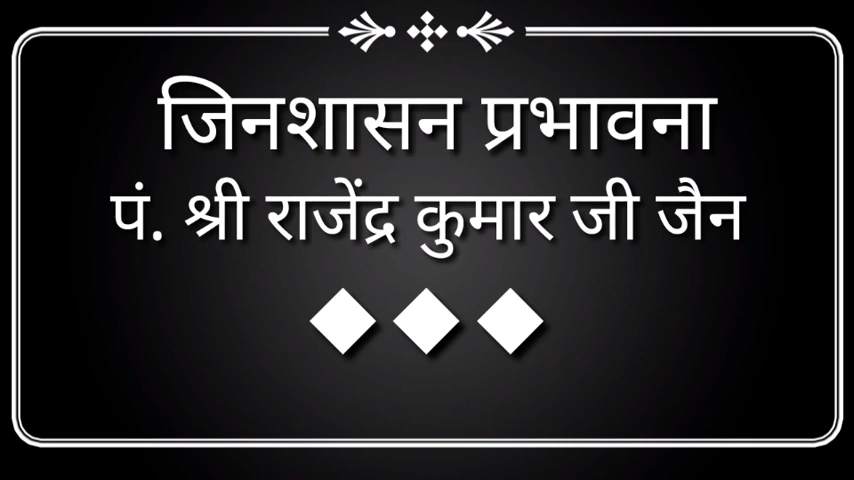 जिनशासन प्रभावना
पं. श्री राजेंद्र कुमार जी जैन